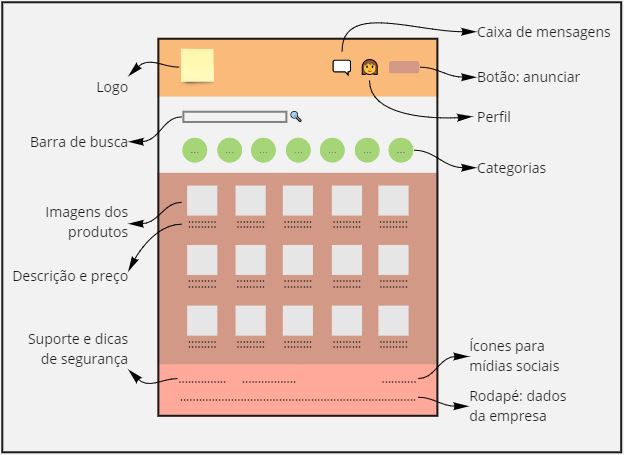 Caixa de mensagens
Logo
Botão: anunciar
Perfil
Barra de busca
... ... ... ... ... ... ...
Categorias
Imagens dos
produtos
Descrição e preço
Suporte e dicas
de segurança
Ícones para
mídias sociais
Rodapé: dados
da empresa